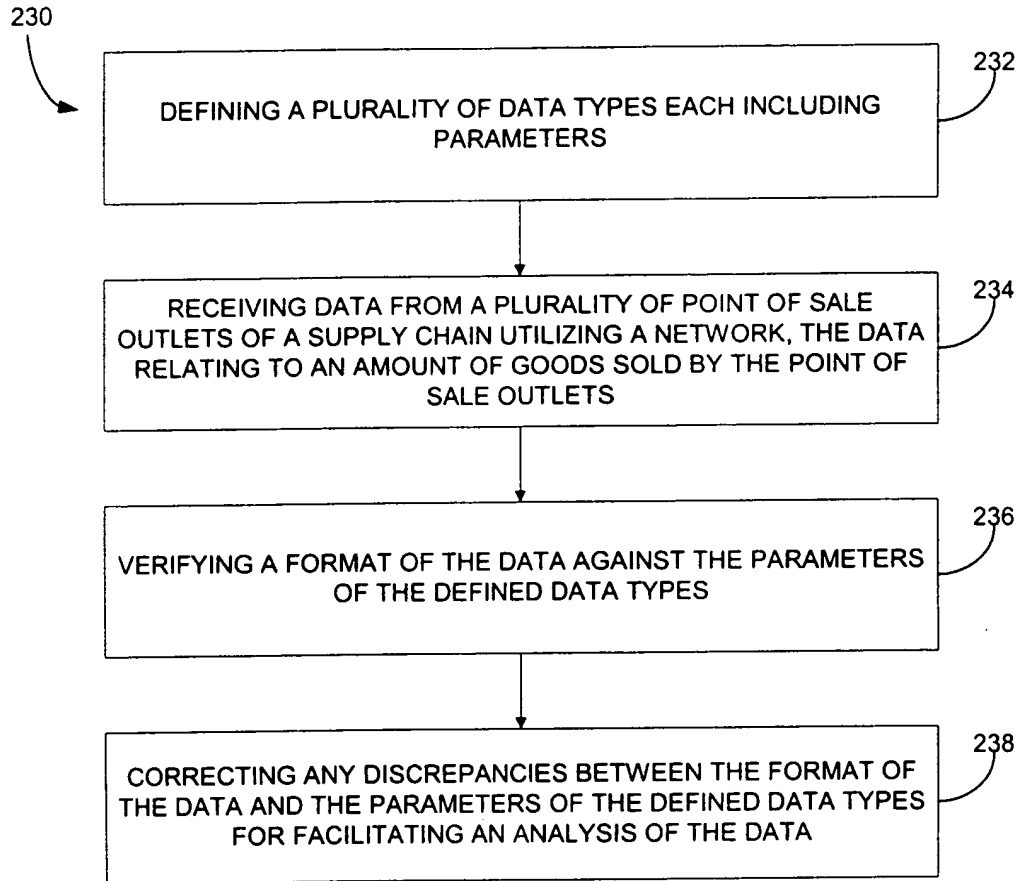 230
232
DEFINING A PLURALITY OF DATA TYPES EACH INCLUDING
PARAMETERS
234
RECEIVING DATA FROM A PLURALITY OF POINT OF SALE
OUTLETS OF A SUPPLY CHAIN UTILIZING A NETWORK, THE DATA
RELATING TO AN AMOUNT OF GOODS SOLD BY THE POINT OF
SALE OUTLETS
236
VERIFYING A FORMAT OF THE DATA AGAINST THE PARAMETERS
OF THE DEFINED DATA TYPES
238
CORRECTING ANY DISCREPANCIES BETWEEN THE FORMAT OF
THE DATA AND THE PARAMETERS OF THE DEFINED DATA TYPES
FOR FACILITATING AN ANALYSIS OF THE DATA